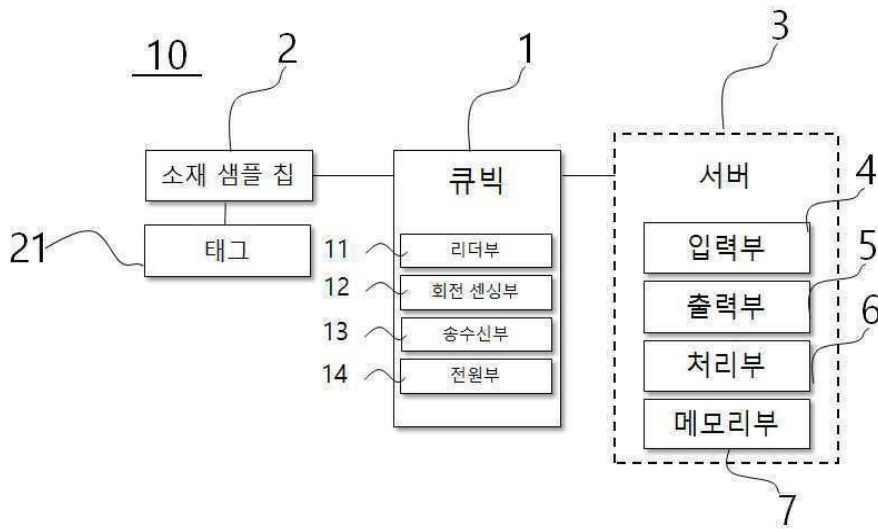 10
2
1
3
소재 샘플 칩
큐빅
서버
4
21
태그
11
리더부
입력부
5
12
회전 센싱부
출력부
6
13
송수신부
처리부
14
전원부
메모리부
7